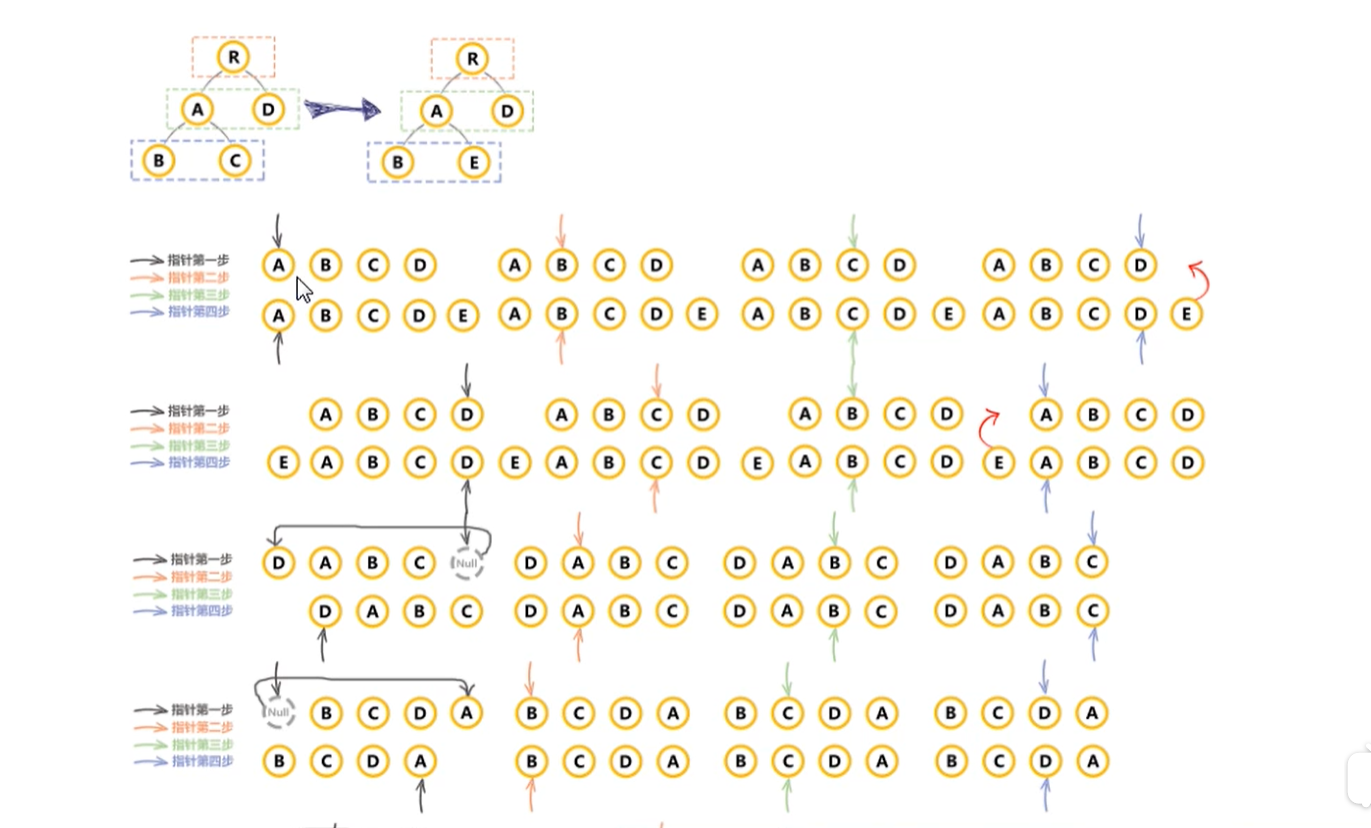 R R
A D A D
B C B E
指针第一步 A B C D A B C D A B C D A B C D
指针第二步
指针第三步
指针第四步 A B C D E A B C D E A B C D E A B C D E
指针第一步 A B C D A B C D A B C D A B C D
指针第二步
指针第三步
指针第四步 E A B C D E A B C D E A B C D E A B C D
指针第一步 D A B C Null D A B C D A B C D A B C
指针第二步
指针第三步
指针第四步 D A B C D A B C D A B C D A B C
指针第一步 Null B C D A B C D A B C D A B C D A
指针第二步
指针第三步
指针第四步 B C D A B C D A B C D A B C D A